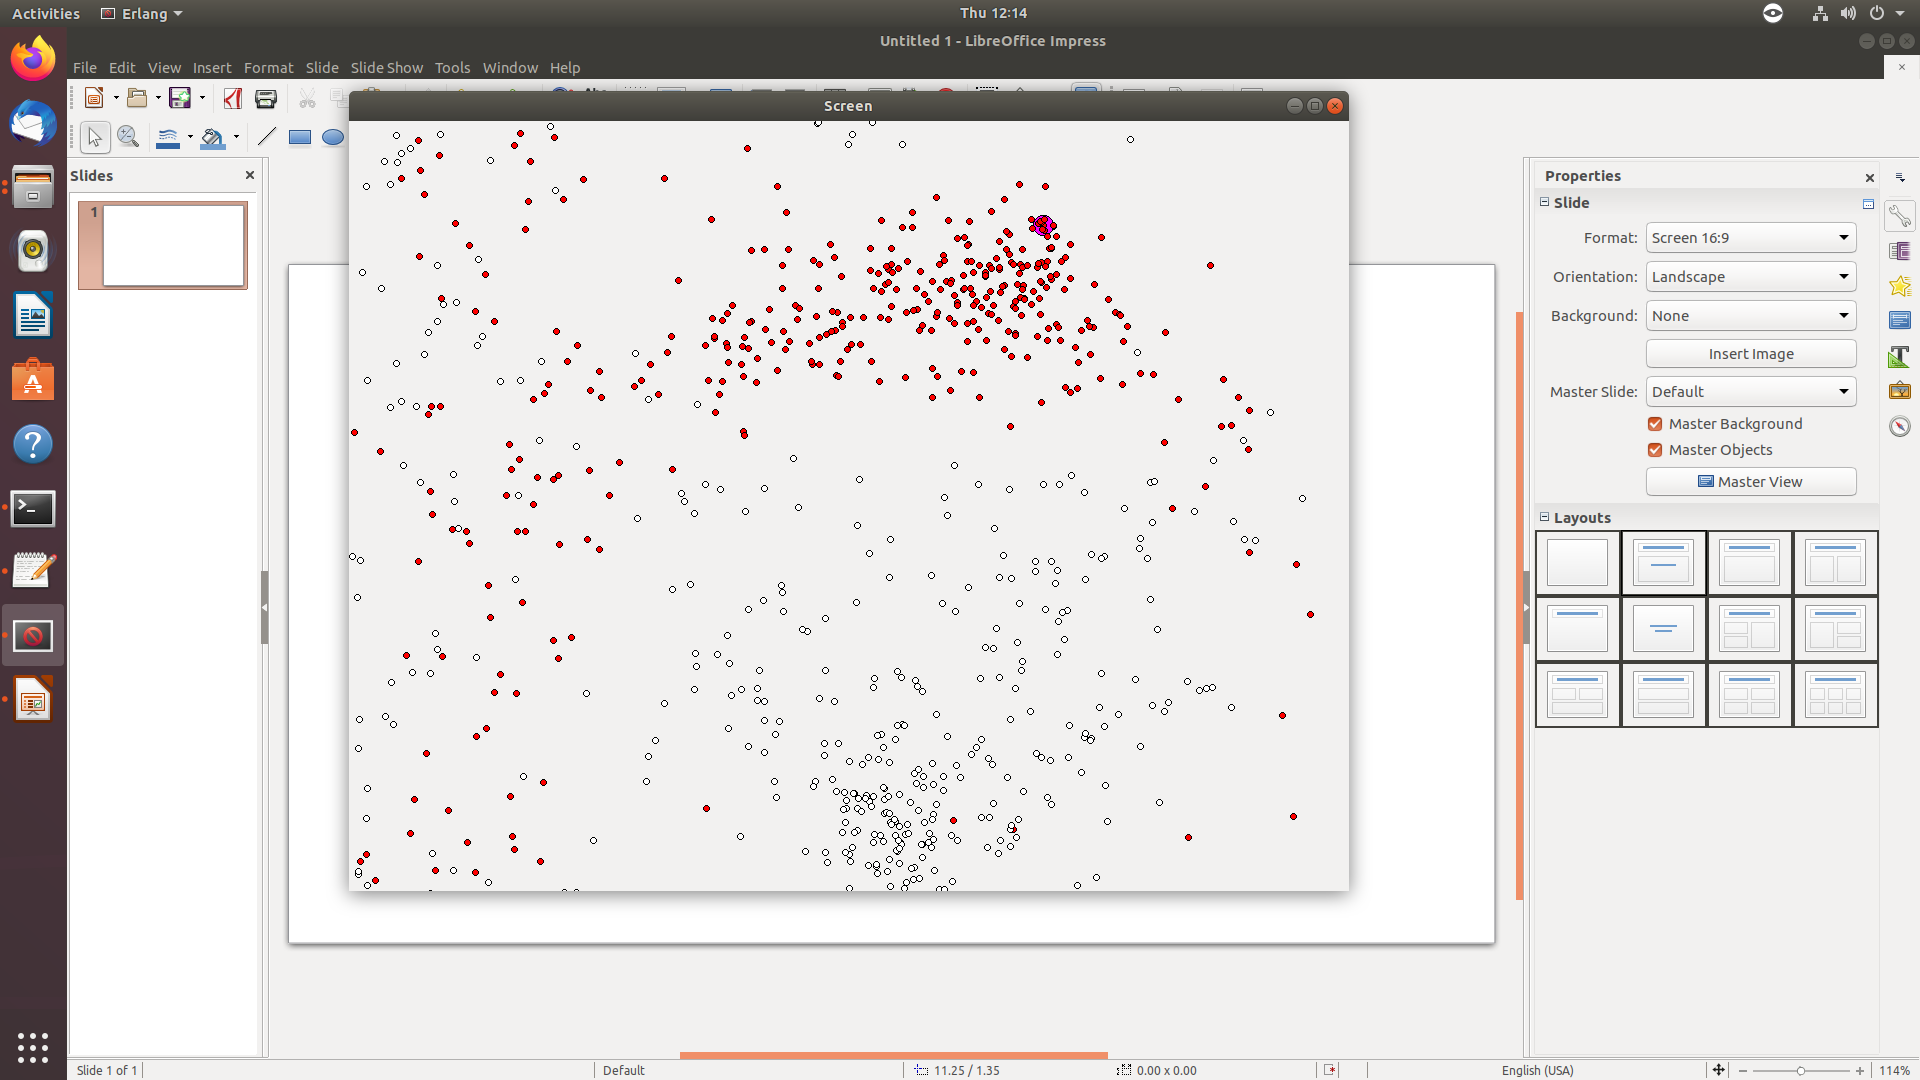 Activities
Erlang
Thu 12:14
Untitled 1 - LibreOffice Impress
File Edit View Insert Format Slide Slide Show Tools Window Help
Screen
Slides
1
Properties
Slide
Format: Screen 16:9
Orientation: Landscape
Background: None
Insert Image
Master Slide: Default
Master Background
Master Objects
Master View
Layouts
Slide 1 of 1
Default
11.25 / 1.35
0.00 x 0.00
English (USA)
114%